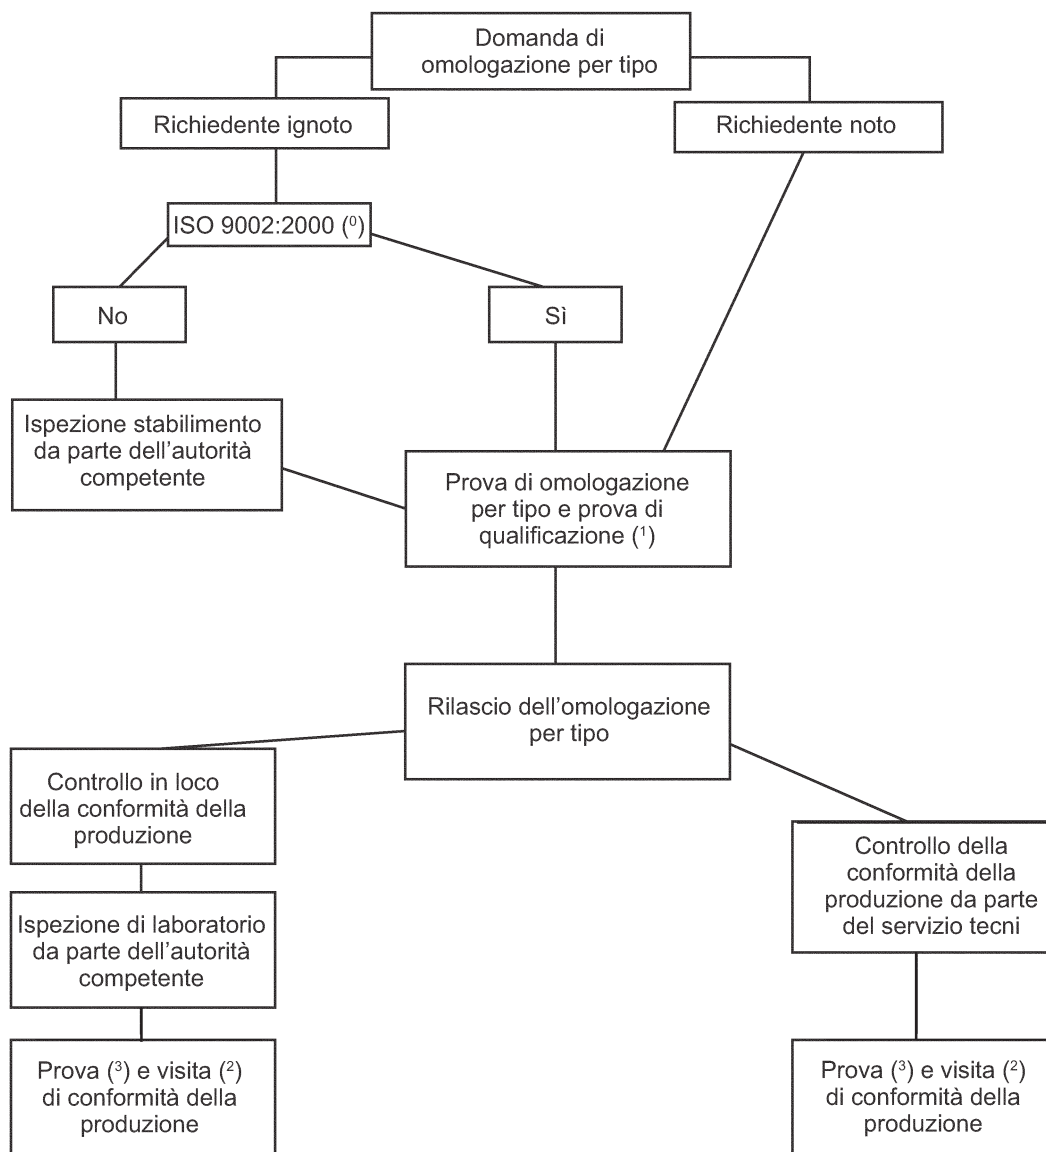 Domanda di
omologazione per tipo
Richiedente ignoto
Richiedente noto
ISO 9002:2000 (⁰)
No
Sì
Ispezione stabilimento
da parte dell'autorità
competente
Prova di omologazione
per tipo e prova di
qualificazione (¹)
Rilascio dell'omologazione
per tipo
Controllo in loco
della conformità della
produzione
Controllo della
conformità della
produzione da parte
del servizio tecni
Ispezione di laboratorio
da parte dell'autorità
competente
Prova (³) e visita (²)
di conformità della
produzione
Prova (³) e visita (²)
di conformità della
produzione